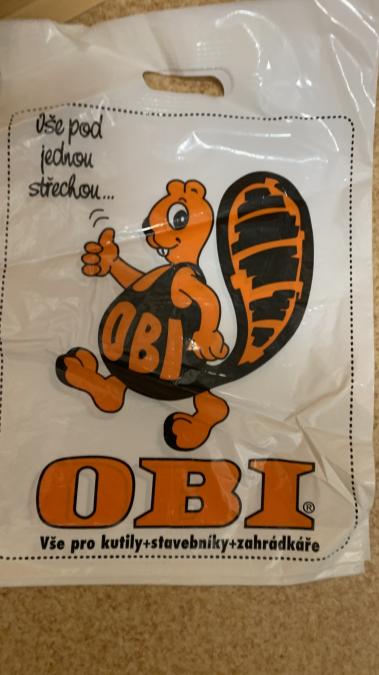 Vše pod
jednou
střechou...
OBI
OBI®
Vše pro kutily+stavebníky+zahrádkáře